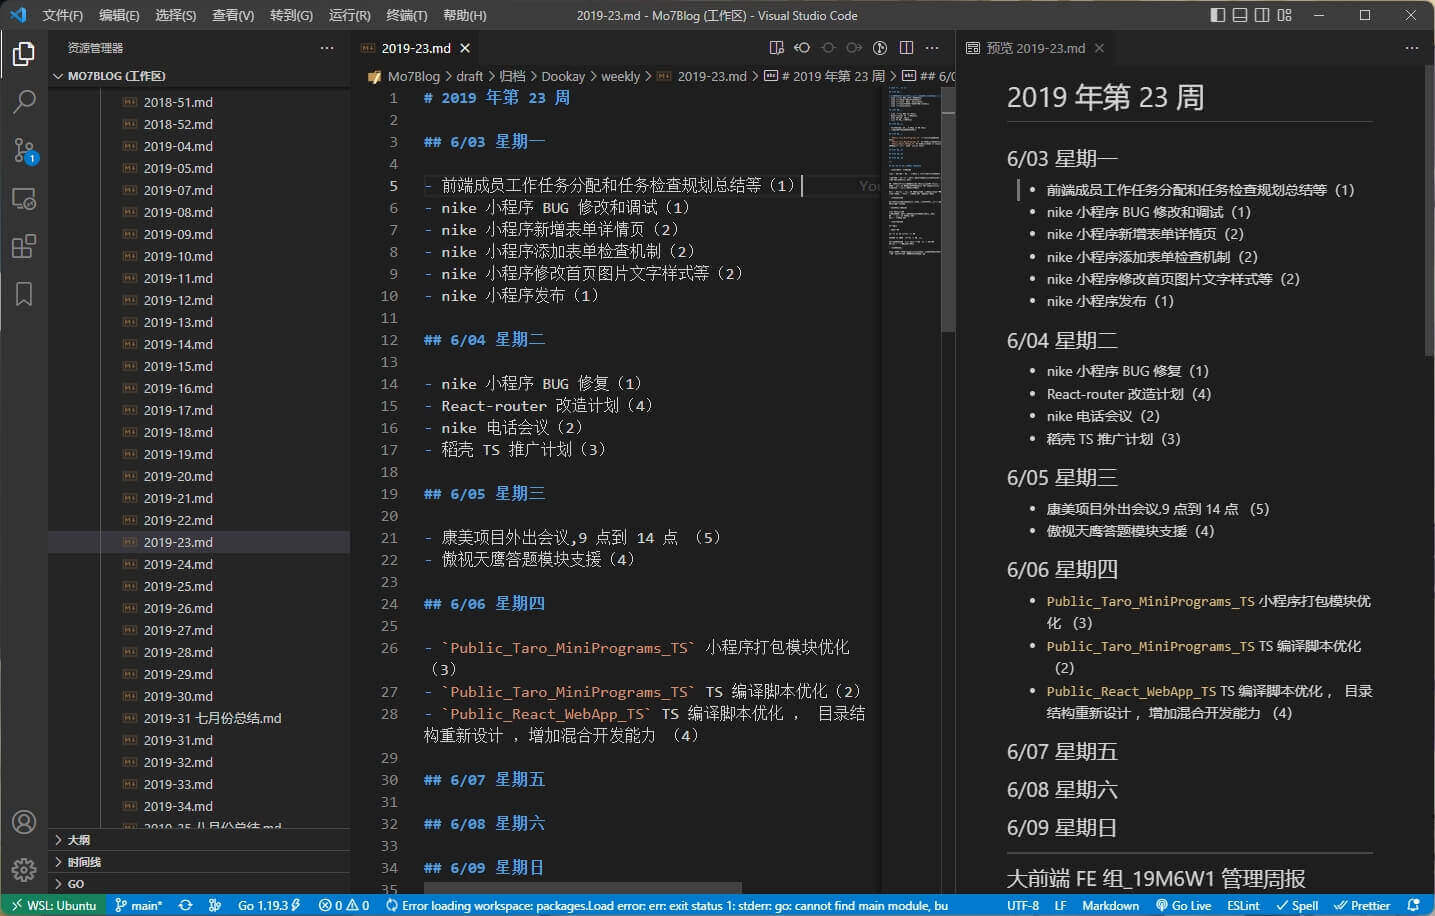 文件(F) 编辑(E) 选择(S) 查看(V) 转到(G) 运行(R) 终端(T) 帮助(H) 2019-23.md - Mo7Blog (工作区) - Visual Studio Code
资源管理器
MO7BLOG (工作区)
2018-51.md
2018-52.md
2019-04.md
2019-05.md
2019-07.md
2019-08.md
2019-09.md
2019-10.md
2019-11.md
2019-12.md
2019-13.md
2019-14.md
2019-15.md
2019-16.md
2019-17.md
2019-18.md
2019-19.md
2019-20.md
2019-21.md
2019-22.md
2019-23.md
2019-24.md
2019-25.md
2019-26.md
2019-27.md
2019-28.md
2019-29.md
2019-30.md
2019-31 七月份总结.md
2019-31.md
2019-32.md
2019-33.md
2019-34.md
2019-35 八月份总结.md
大纲
时间线
GO
1
2019-23.md
Mo7Blog > draft > 归档 > Dookay > weekly > 2019-23.md > # 2019 年第 23 周 > ## 6/0
1 # 2019 年第 23 周
2
3 ## 6/03 星期一
4
5 - 前端成员工作任务分配和任务检查规划总结等（1） You
6 - nike 小程序 BUG 修改和调试（1）
7 - nike 小程序新增表单详情页（2）
8 - nike 小程序添加表单检查机制（2）
9 - nike 小程序修改首页图片文字样式等（2）
10 - nike 小程序发布（1）
11
12 ## 6/04 星期二
13
14 - nike 小程序 BUG 修复（1）
15 - React-router 改造计划（4）
16 - nike 电话会议（2）
17 - 稻壳 TS 推广计划（3）
18
19 ## 6/05 星期三
20
21 - 康美项目外出会议,9 点到 14 点 （5）
22 - 傲视天鹰答题模块支援（4）
23
24 ## 6/06 星期四
25
26 - `Public_Taro_MiniPrograms_TS` 小程序打包模块优化
（3）
27 - `Public_Taro_MiniPrograms_TS` TS 编译脚本优化（2）
28 - `Public_React_WebApp_TS` TS 编译脚本优化 ， 目录结
构重新设计 ，增加混合开发能力 （4）
29
30 ## 6/07 星期五
31
32 ## 6/08 星期六
33
34 ## 6/09 星期日
35
预览 2019-23.md
2019 年第 23 周
6/03 星期一
• 前端成员工作任务分配和任务检查规划总结等（1）
• nike 小程序 BUG 修改和调试（1）
• nike 小程序新增表单详情页（2）
• nike 小程序添加表单检查机制（2）
• nike 小程序修改首页图片文字样式等（2）
• nike 小程序发布（1）
6/04 星期二
• nike 小程序 BUG 修复（1）
• React-router 改造计划（4）
• nike 电话会议（2）
• 稻壳 TS 推广计划（3）
6/05 星期三
• 康美项目外出会议,9 点到 14 点 （5）
• 傲视天鹰答题模块支援（4）
6/06 星期四
• Public_Taro_MiniPrograms_TS 小程序打包模块优
化 （3）
• Public_Taro_MiniPrograms_TS TS 编译脚本优化
（2）
• Public_React_WebApp_TS TS 编译脚本优化 ， 目录
结构重新设计 ，增加混合开发能力 （4）
6/07 星期五
6/08 星期六
6/09 星期日
大前端 FE 组_19M6W1 管理周报
WSL: Ubuntu main* Go 1.19.3 0 0 Error loading workspace: packages.Load error: err: exit status 1: stderr: go: cannot find main module, bu UTF-8 LF Markdown Go Live ESLint Spell Prettier